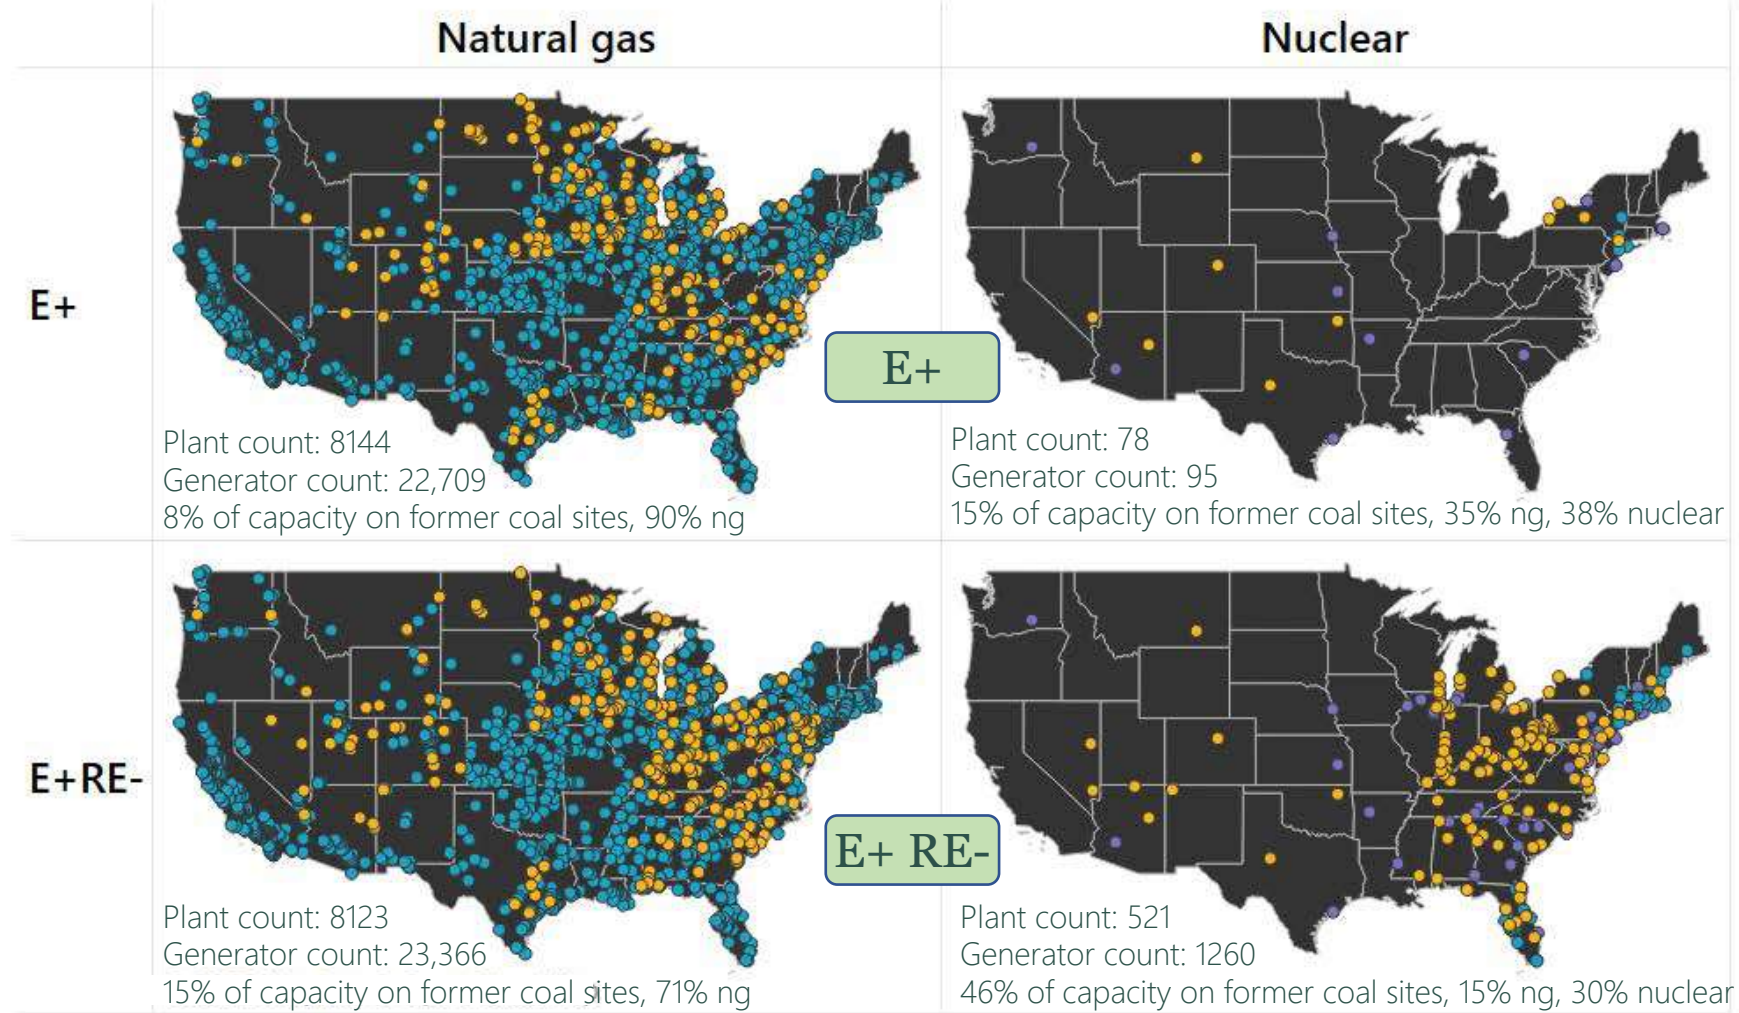 Natural gas
Nuclear
E+
E+
Plant count: 8144
Generator count: 22,709
8% of capacity on former coal sites, 90% ng
Plant count: 78
Generator count: 95
15% of capacity on former coal sites, 35% ng, 38% nuclear
E+RE-
E+ RE-
Plant count: 8123
Generator count: 23,366
15% of capacity on former coal sites, 71% ng
Plant count: 521
Generator count: 1260
46% of capacity on former coal sites, 15% ng, 30% nuclear